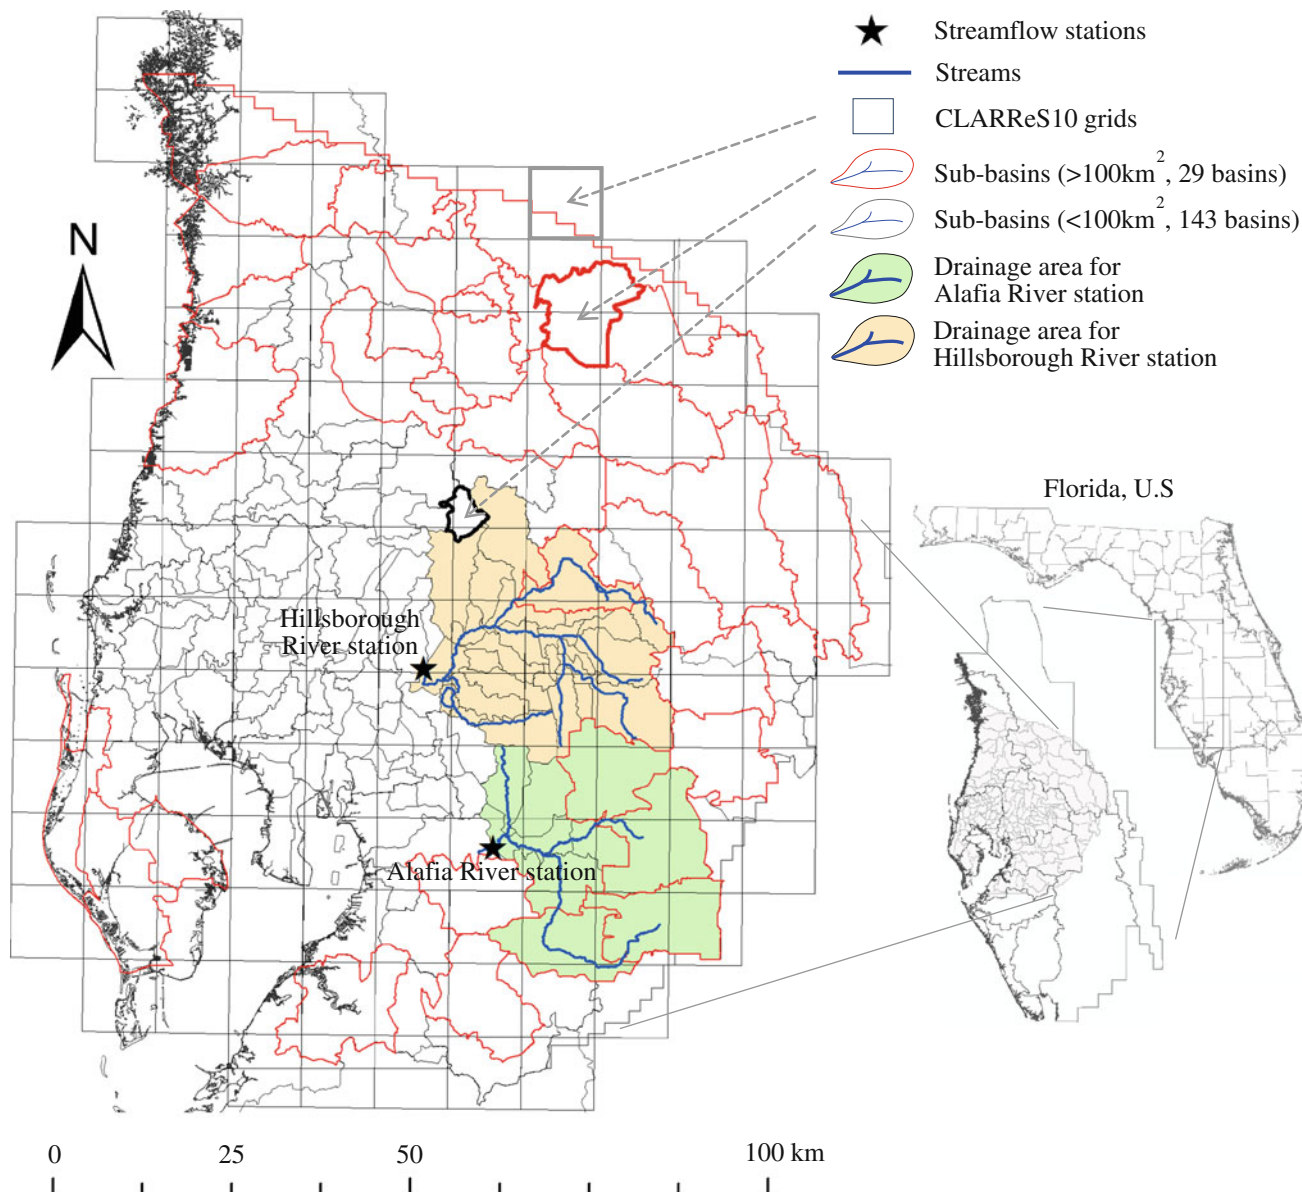 Streamflow stations
Streams
CLARReS10 grids
Sub-basins (>100km², 29 basins)
Sub-basins (<100km², 143 basins)
Drainage area for
Alafia River station
Drainage area for
Hillsborough River station
N
Florida, U.S
Hillsborough
River station
Alafia River station
0 25 50 100 km